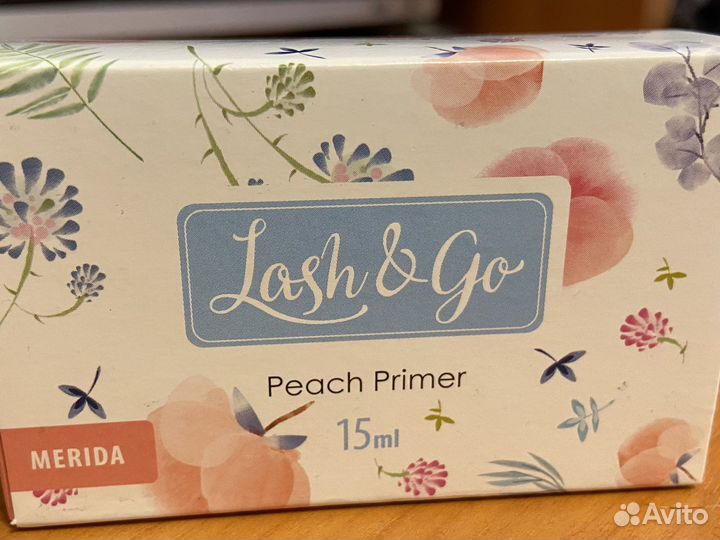 Lash & Go
Peach Primer
15ml
MERIDA
Avito